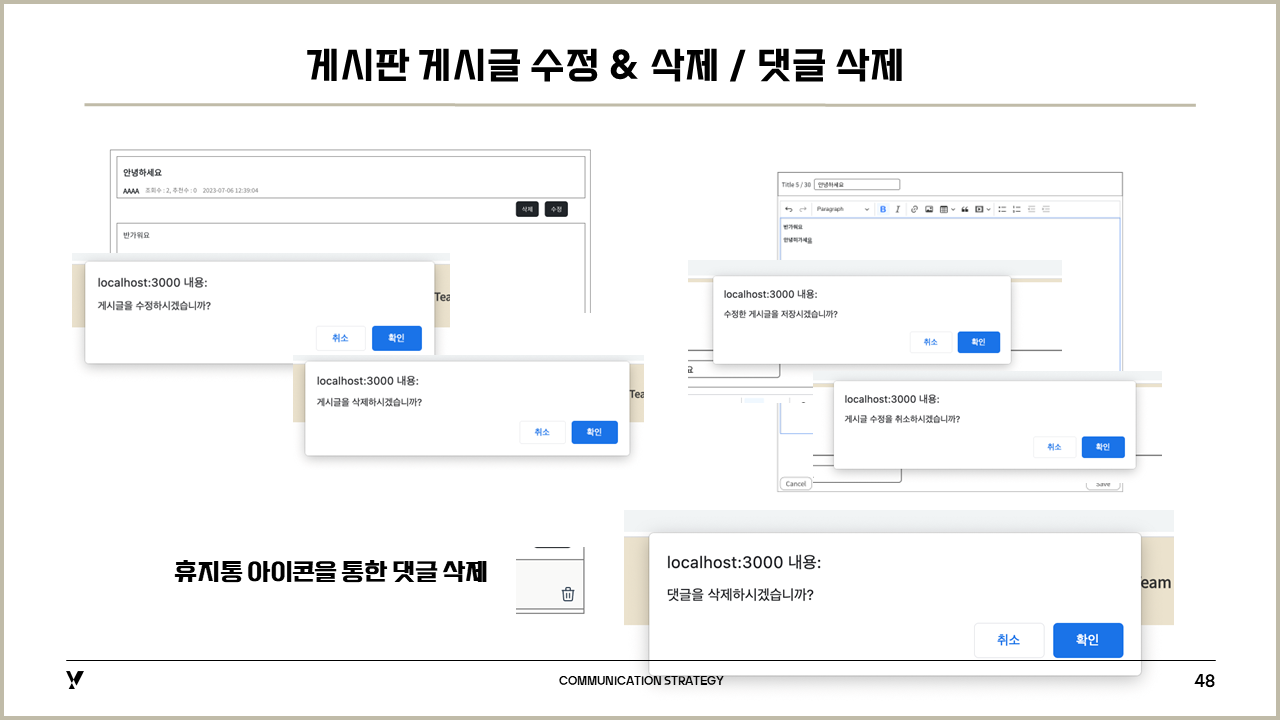 게시판 게시글 수정 & 삭제 / 댓글 삭제
안녕하세요
AAAA 조회수 : 2, 추천수 : 0 2023-07-06 12:39:04
삭제 수정
반가워요
Tea
localhost:3000 내용:
게시글을 수정하시겠습니까?
취소 확인
Tea
localhost:3000 내용:
게시글을 삭제하시겠습니까?
취소 확인
Title 5 / 30 안녕하세요
Paragraph B I
반가워요
안녕히가세요
localhost:3000 내용:
수정한 게시글을 저장시겠습니까?
취소 확인
요
localhost:3000 내용:
게시글 수정을 취소하시겠습니까?
취소 확인
Cancel Save
휴지통 아이콘을 통한 댓글 삭제
eam
localhost:3000 내용:
댓글을 삭제하시겠습니까?
취소 확인
COMMUNICATION STRATEGY
48